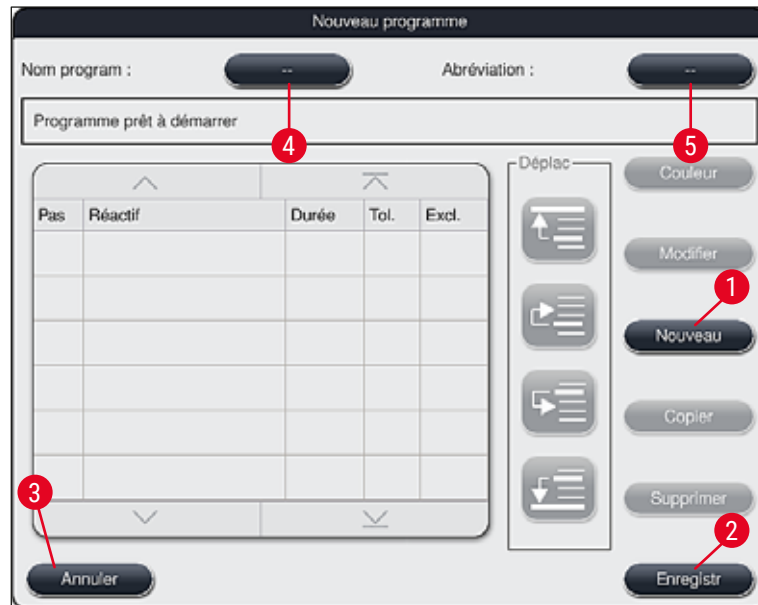 Nouveau programme
Nom program :
--
Abréviation :
--
4
5
Programme prêt à démarrer
Déplac
Couleur
Pas Réactif Durée Tol. Excl.
Modifier
1
Nouveau
Copier
3
Supprimer
2
Annuler
Enregistr